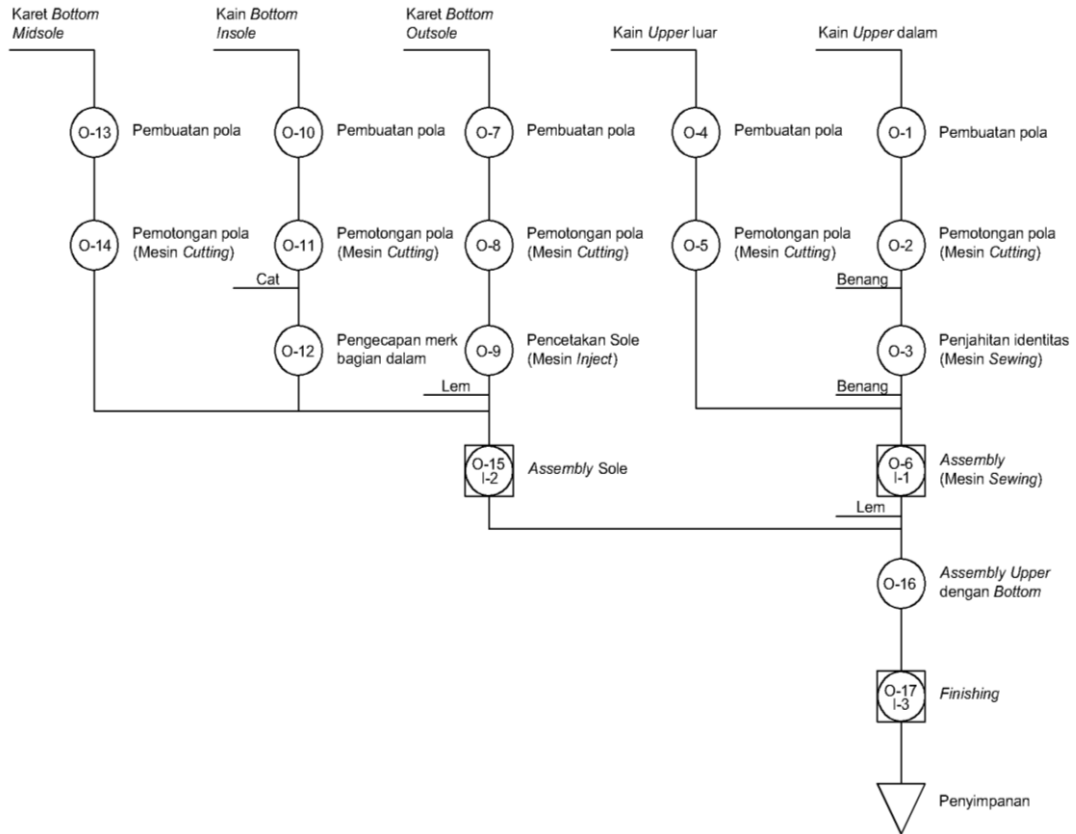 Karet Bottom
Midsole
Kain Bottom
Insole
Karet Bottom
Outsole
Kain Upper luar
Kain Upper dalam
O-13
Pembuatan pola
O-10
Pembuatan pola
O-7
Pembuatan pola
O-4
Pembuatan pola
O-1
Pembuatan pola
O-14
Pemotongan pola
(Mesin Cutting)
O-11
Pemotongan pola
(Mesin Cutting)
O-8
Pemotongan pola
(Mesin Cutting)
O-5
Pemotongan pola
(Mesin Cutting)
O-2
Pemotongan pola
(Mesin Cutting)
Cat
Benang
O-12
Pengecapan merk
bagian dalam
O-9
Pencetakan Sole
(Mesin Inject)
O-3
Penjahitan identitas
(Mesin Sewing)
Lem
Benang
O-15
I-2
Assembly Sole
O-6
I-1
Assembly
(Mesin Sewing)
Lem
O-16
Assembly Upper
dengan Bottom
O-17
I-3
Finishing
Penyimpanan